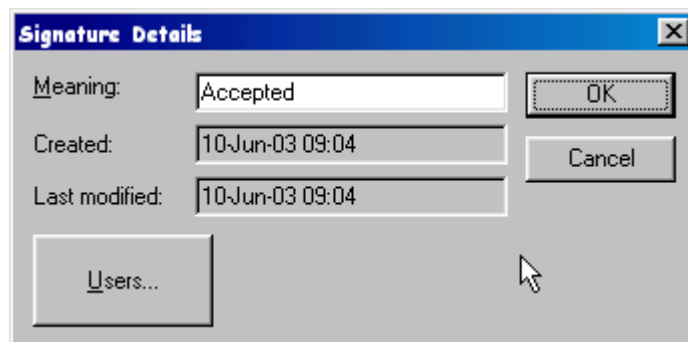 Signature Details
Meaning: Accepted OK
Created: 10-Jun-03 09:04 Cancel
Last modified: 10-Jun-03 09:04
Users...